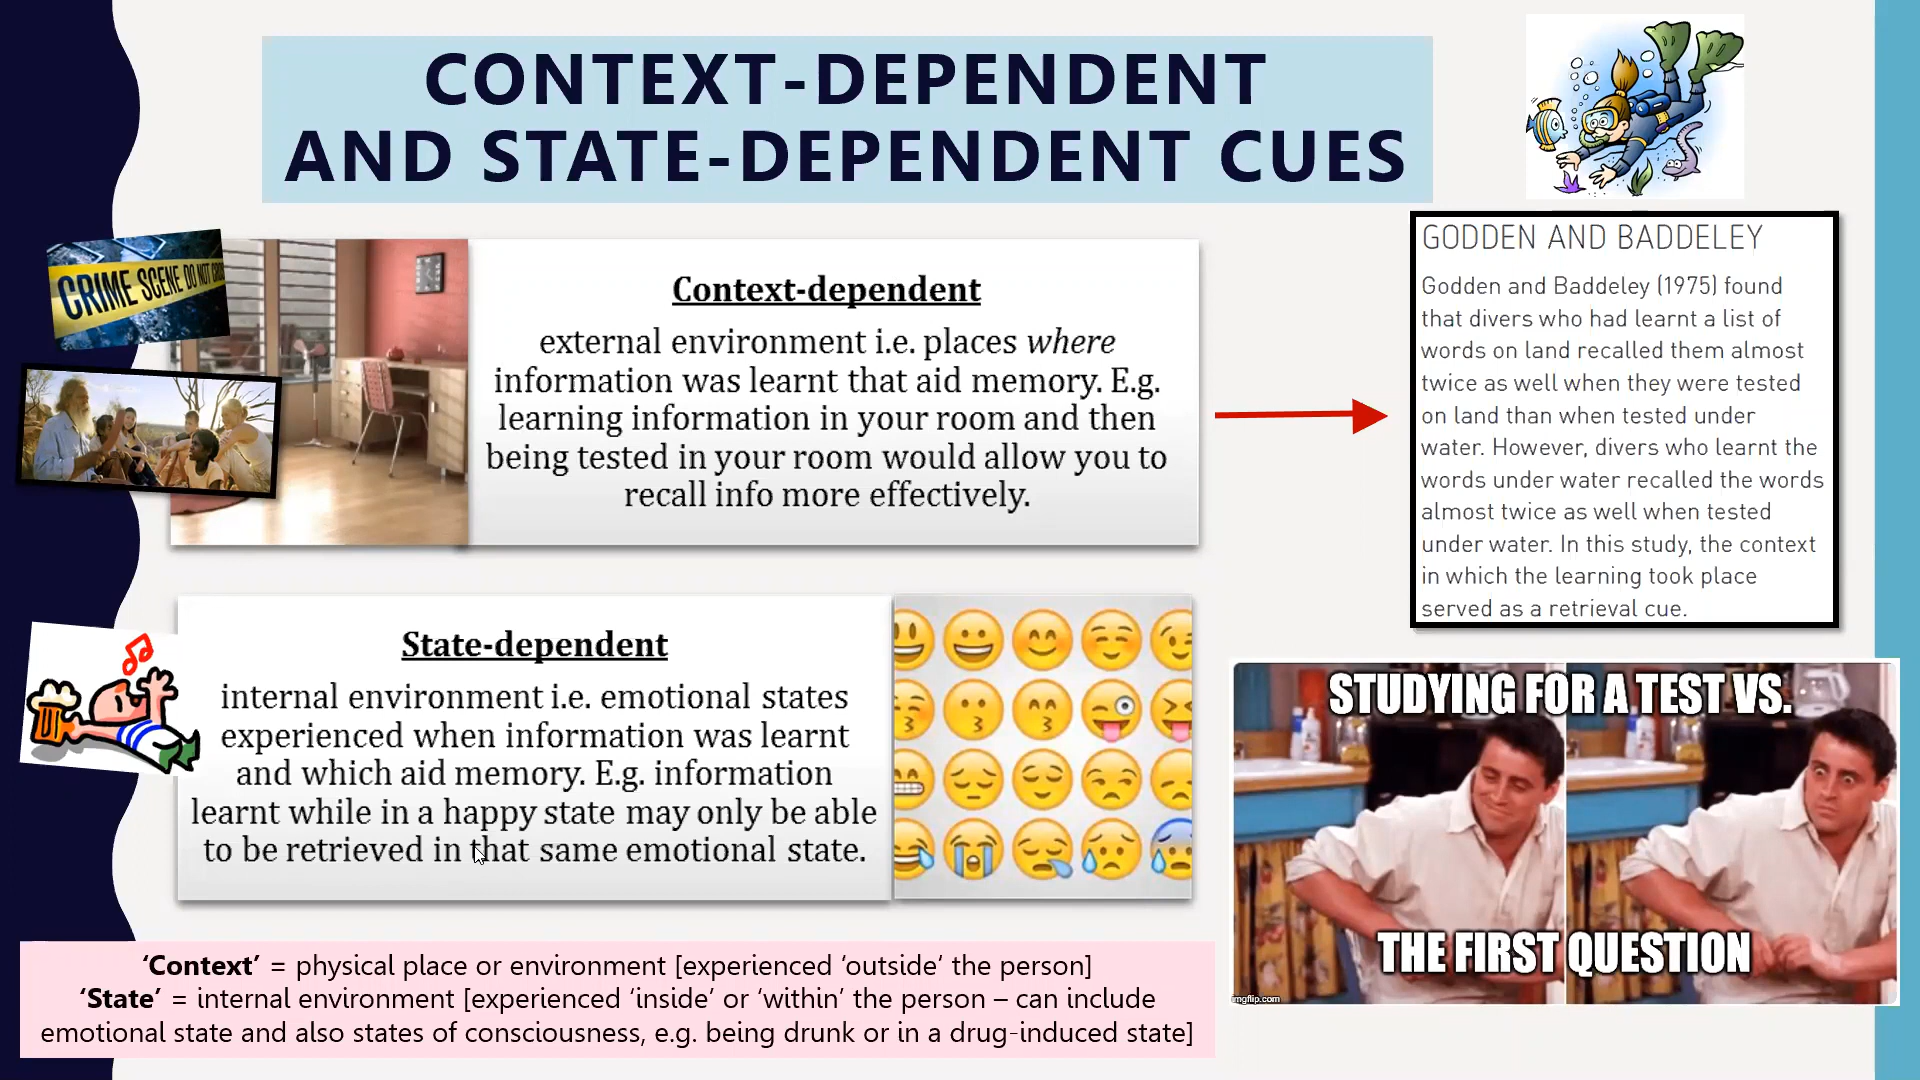 CONTEXT-DEPENDENT
AND STATE-DEPENDENT CUES
CRIME SCENE DO NOT
Context-dependent
external environment i.e. places where
information was learnt that aid memory. E.g.
learning information in your room and then
being tested in your room would allow you to
recall info more effectively.
GODDEN AND BADDELEY
Godden and Baddeley (1975) found
that divers who had learnt a list of
words on land recalled them almost
twice as well when they were tested
on land than when tested under
water. However, divers who learnt the
words under water recalled the words
almost twice as well when tested
under water. In this study, the context
in which the learning took place
served as a retrieval cue.
State-dependent
internal environment i.e. emotional states
experienced when information was learnt
and which aid memory. E.g. information
learnt while in a happy state may only be able
to be retrieved in that same emotional state.
STUDYING FOR A TEST VS.
THE FIRST QUESTION
imgflip.com
‘Context’ = physical place or environment [experienced ‘outside‘ the person]
‘State’ = internal environment [experienced ‘inside’ or ‘within’ the person – can include
emotional state and also states of consciousness, e.g. being drunk or in a drug-induced state]